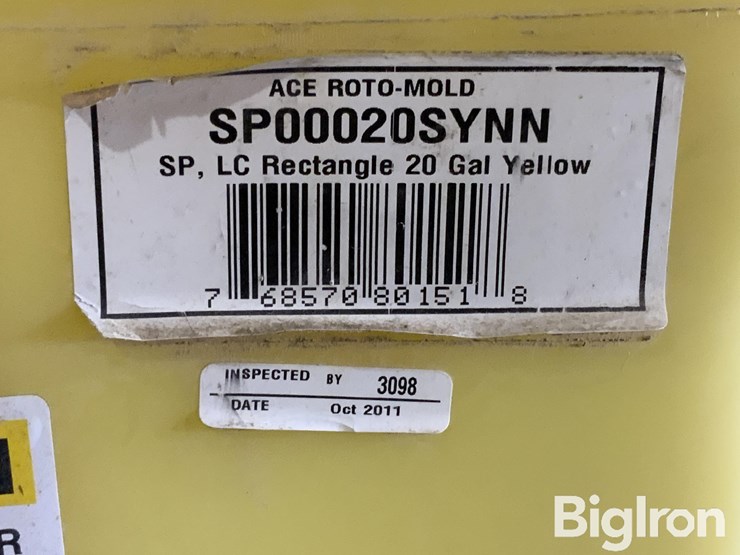 ACE ROTO-MOLD
SP00020SYNN
SP, LC Rectangle 20 Gal Yellow
7 68570 80151 8
INSPECTED BY 3098
DATE Oct 2011
R
BigIron